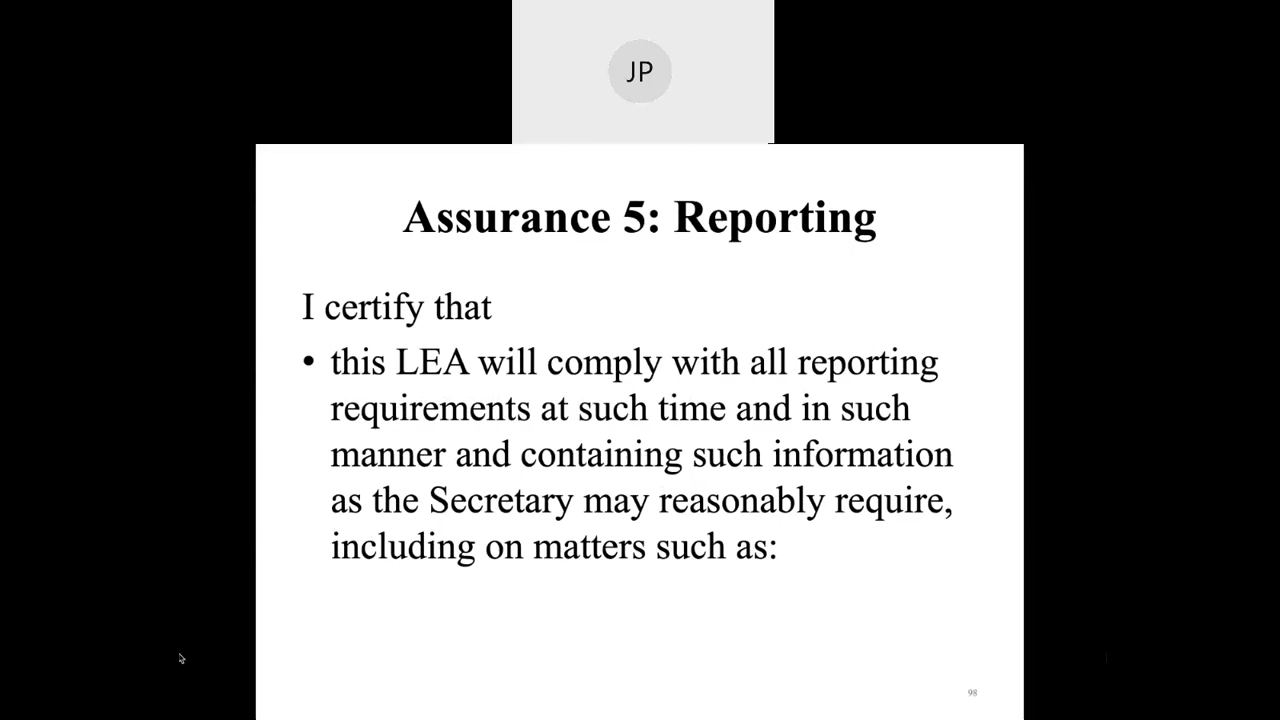 JP
Assurance 5: Reporting
I certify that
• this LEA will comply with all reporting
requirements at such time and in such
manner and containing such information
as the Secretary may reasonably require,
including on matters such as:
98